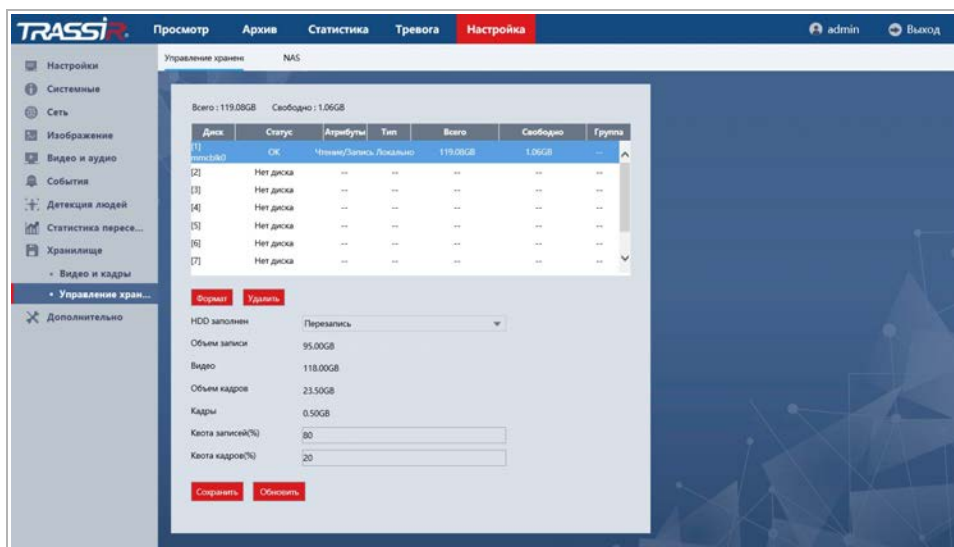 TRASSIR
Просмотр Архив Статистика Тревога Настройка admin Выход
Настройки
Системные
Сеть
Изображение
Видео и аудио
События
Детекция людей
Статистика пересе...
Хранилище
• Видео и кадры
• Управление хран...
Дополнительно
Управление хранени NAS
Всего : 119.08GB Свободно : 1.06GB
Диск Статус Атрибуты Тип Всего Свободно Группа
[1] mmcblk0 OK Чтение/Запись Локально 119.08GB 1.06GB --
[2] Нет диска -- -- -- -- --
[3] Нет диска -- -- -- -- --
[4] Нет диска -- -- -- -- --
[5] Нет диска -- -- -- -- --
[6] Нет диска -- -- -- -- --
[7] Нет диска -- -- -- -- --
Формат Удалить
HDD заполнен Перезапись
Объем записи 95.00GB
Видео 118.00GB
Объем кадров 23.50GB
Кадры 0.50GB
Квота записей(%) 80
Квота кадров(%) 20
Сохранить Обновить